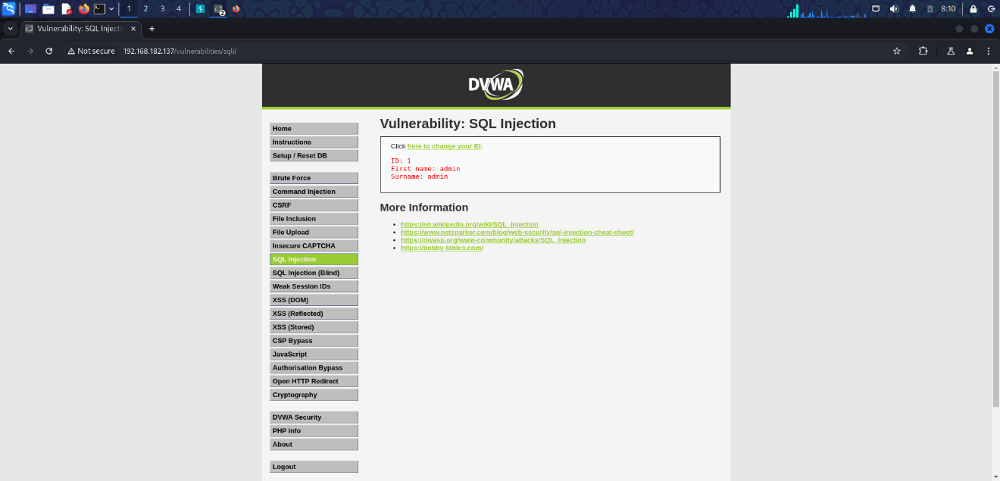 1 2 3 4 2 8:10
Vulnerability: SQL Injectio
Not secure 192.168.182.137/vulnerabilities/sqli/
DVWA
Home
Instructions
Setup / Reset DB
Brute Force
Command Injection
CSRF
File Inclusion
File Upload
Insecure CAPTCHA
SQL Injection
SQL Injection (Blind)
Weak Session IDs
XSS (DOM)
XSS (Reflected)
XSS (Stored)
CSP Bypass
JavaScript
Authorisation Bypass
Open HTTP Redirect
Cryptography
DVWA Security
PHP Info
About
Logout
Vulnerability: SQL Injection
Click here to change your ID.
ID: 1
First name: admin
Surname: admin
More Information
https://en.wikipedia.org/wiki/SQL_Injection
https://www.netsparker.com/blog/web-security/sql-injection-cheat-sheet/
https://owasp.org/www-community/attacks/SQL_Injection
https://bobby-tables.com/